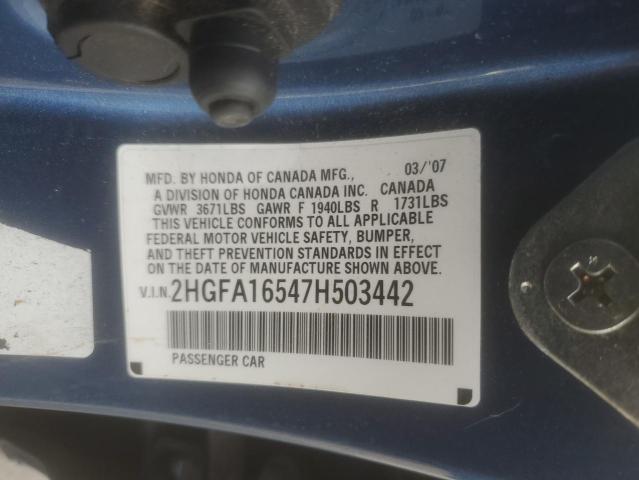 MFD. BY HONDA OF CANADA MFG., 03/'07
A DIVISION OF HONDA CANADA INC. CANADA
GVWR 3671LBS GAWR F 1940LBS R 1731LBS
THIS VEHICLE CONFORMS TO ALL APPLICABLE
FEDERAL MOTOR VEHICLE SAFETY, BUMPER,
AND THEFT PREVENTION STANDARDS IN EFFECT
ON THE DATE OF MANUFACTURE SHOWN ABOVE.
V.I.N. 2HGFA16547H503442
PASSENGER CAR